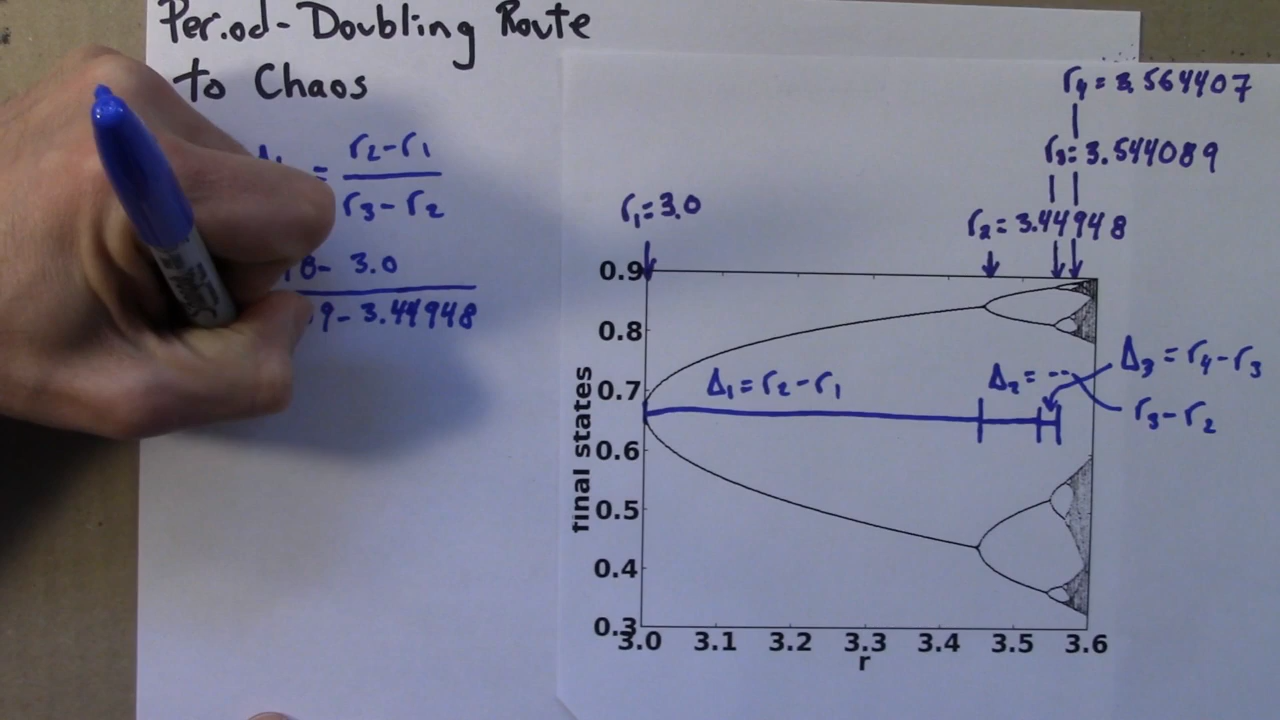 Period-Doubling Route
to Chaos
= r₂-r₁
r₃-r₂
8- 3.0
9- 3.44948
r₄= 3.564407
r₃= 3.544089
r₁=3.0
r₂= 3.44948
0.9
0.8
0.7
0.6
0.5
0.4
0.3
final states
Δ₁=r₂-r₁
Δ₂= --
Δ₃=r₄-r₃
r₃-r₂
3.0 3.1 3.2 3.3 3.4 3.5 3.6
r